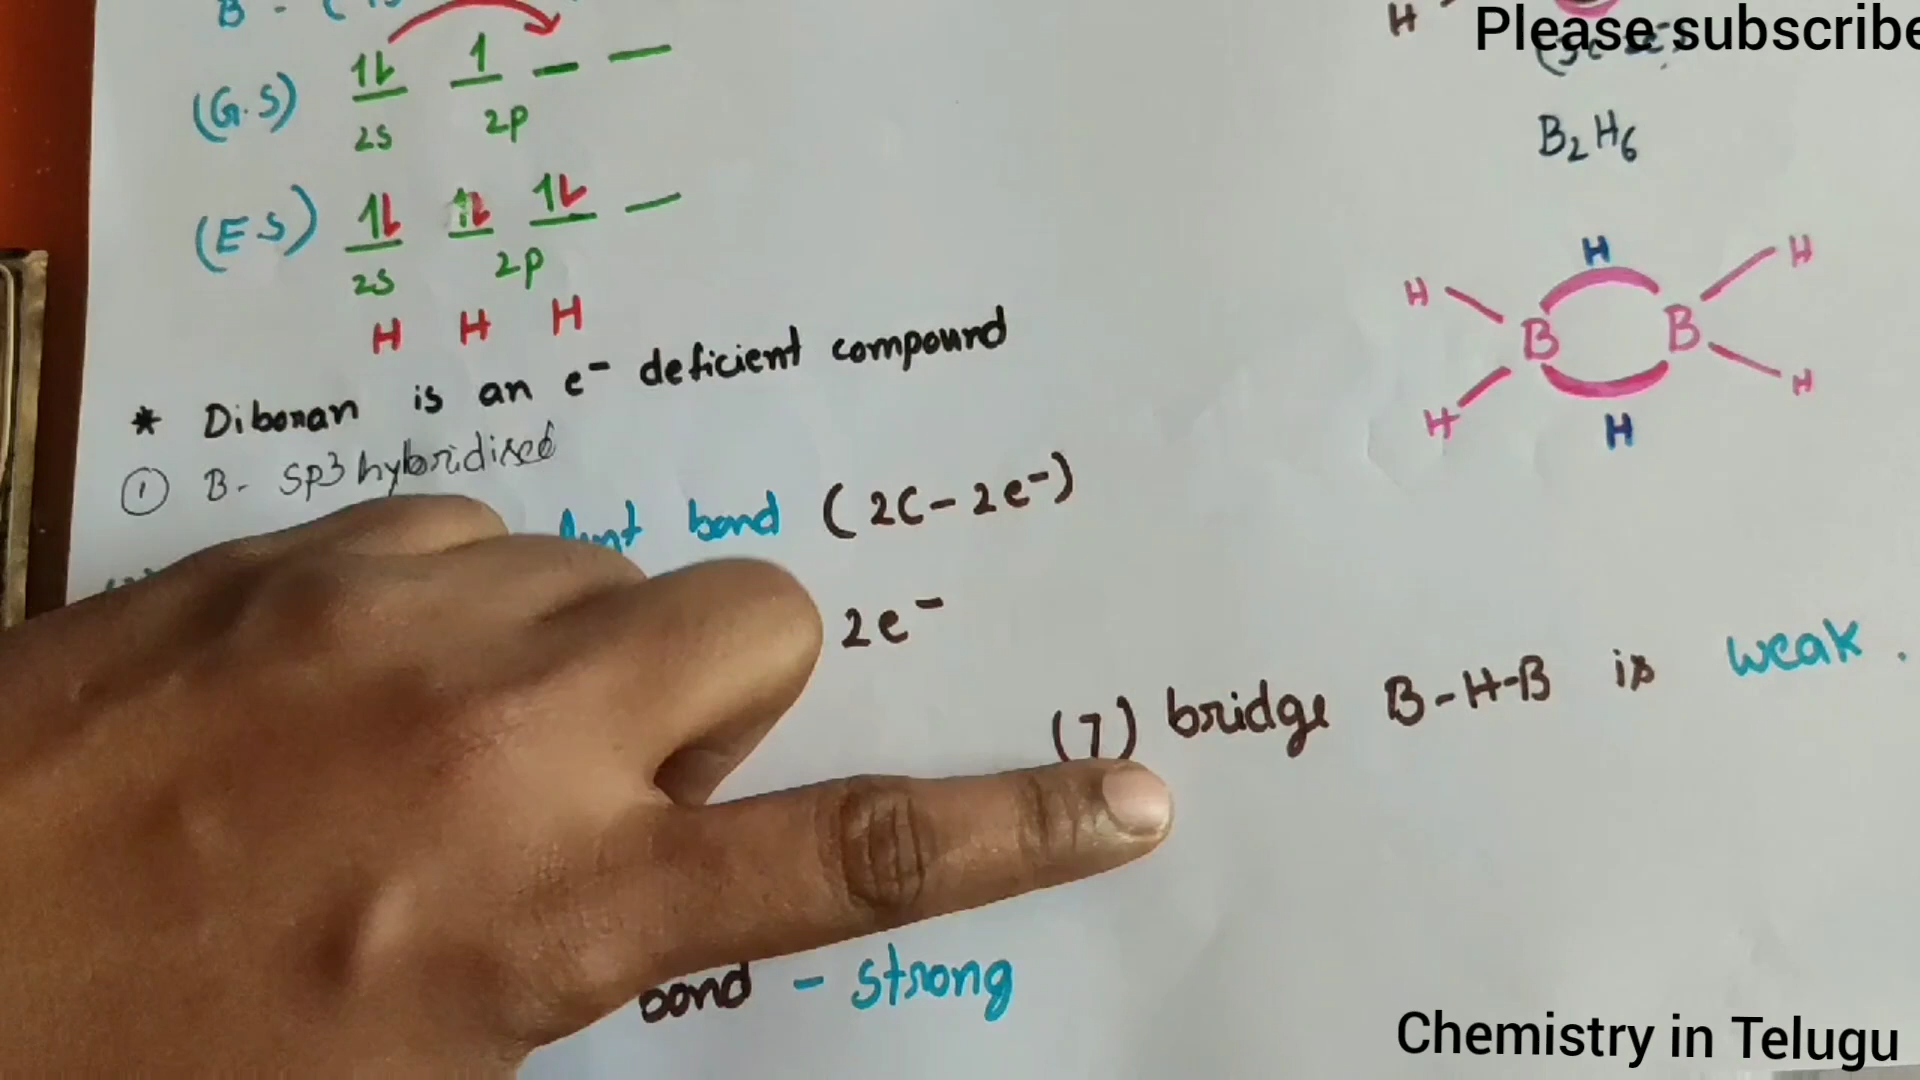 (G.S) 1L 1
2s 2p
(E.S) 1L 1L 1L
2s 2p
H H H
* Diboran is an e⁻ deficient compound
① B- SP3 hybridised
bond (2C-2e⁻)
2e⁻
bond - strong
H
Please subscribe
B₂H₆
H H H
B B
H H H
(7) bridge B-H-B is weak.
Chemistry in Telugu